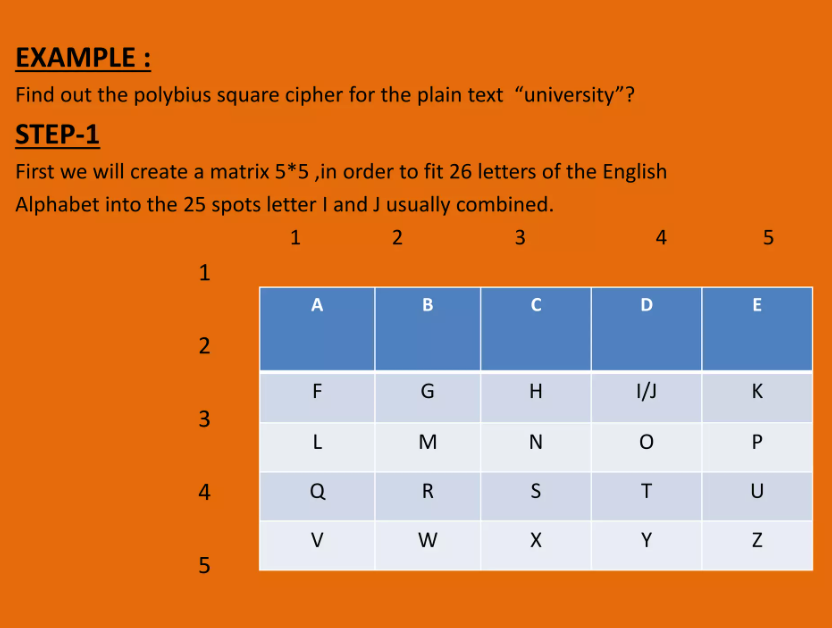 EXAMPLE :
Find out the polybius square cipher for the plain text “university”?
STEP-1
First we will create a matrix 5*5 ,in order to fit 26 letters of the English
Alphabet into the 25 spots letter I and J usually combined.
1 2 3 4 5
1
A B C D E
2
F G H I/J K
3
L M N O P
4 Q R S T U
V W X Y Z
5